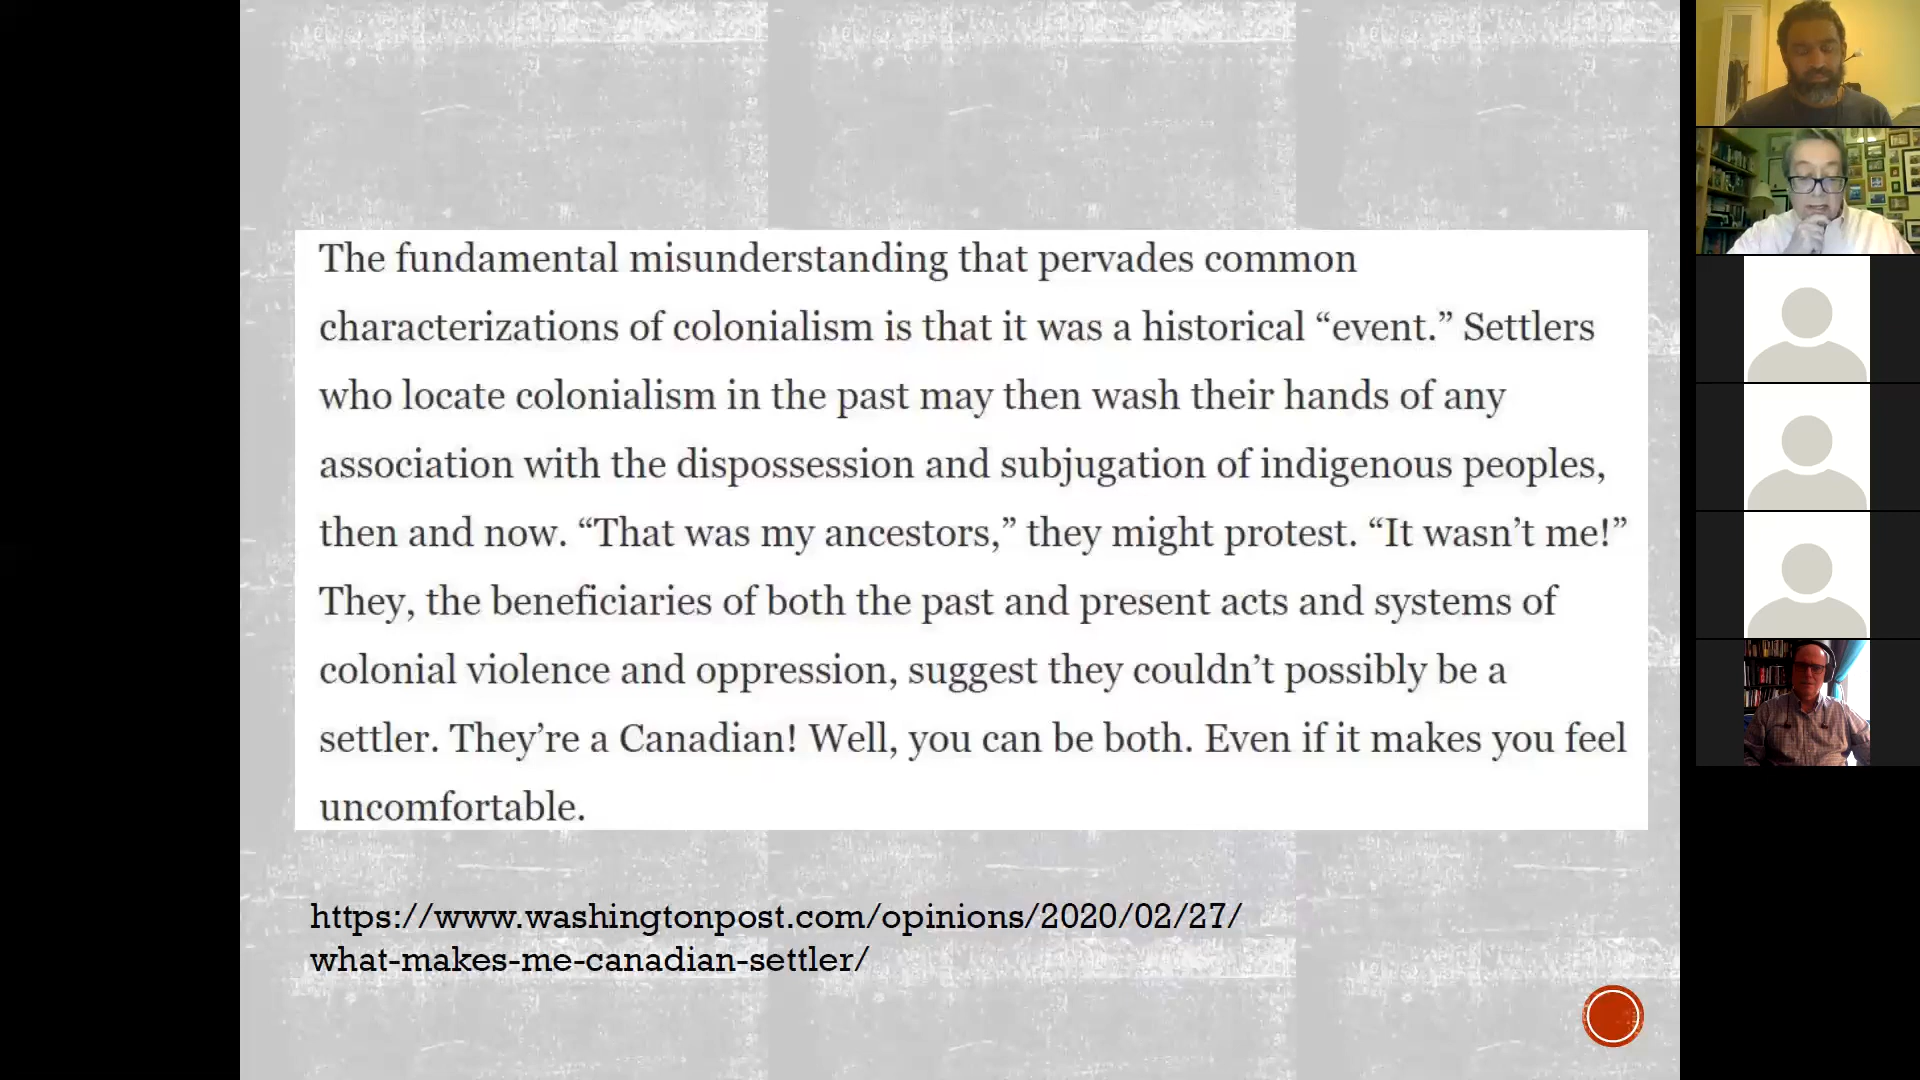 The fundamental misunderstanding that pervades common
characterizations of colonialism is that it was a historical “event.” Settlers
who locate colonialism in the past may then wash their hands of any
association with the dispossession and subjugation of indigenous peoples,
then and now. “That was my ancestors,” they might protest. “It wasn’t me!”
They, the beneficiaries of both the past and present acts and systems of
colonial violence and oppression, suggest they couldn’t possibly be a
settler. They’re a Canadian! Well, you can be both. Even if it makes you feel
uncomfortable.
https://www.washingtonpost.com/opinions/2020/02/27/
what-makes-me-canadian-settler/